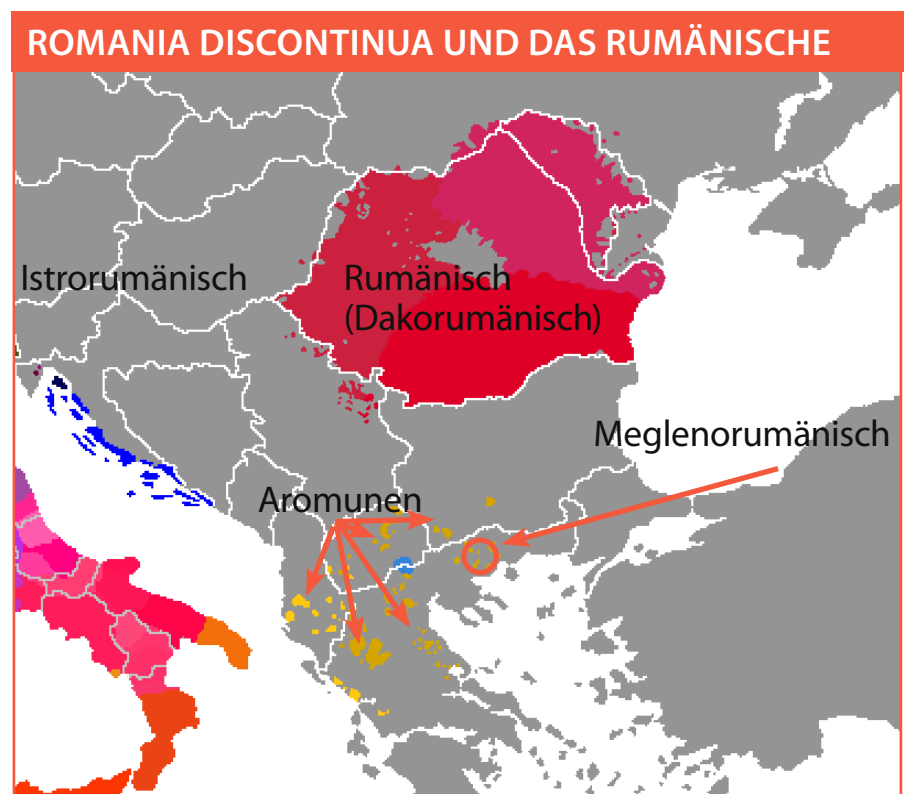 ROMANIA DISCONTINUA UND DAS RUMÄNISCHE
Istrorumänisch
Rumänisch
(Dakorumänisch)
Meglenorumänisch
Aromunen